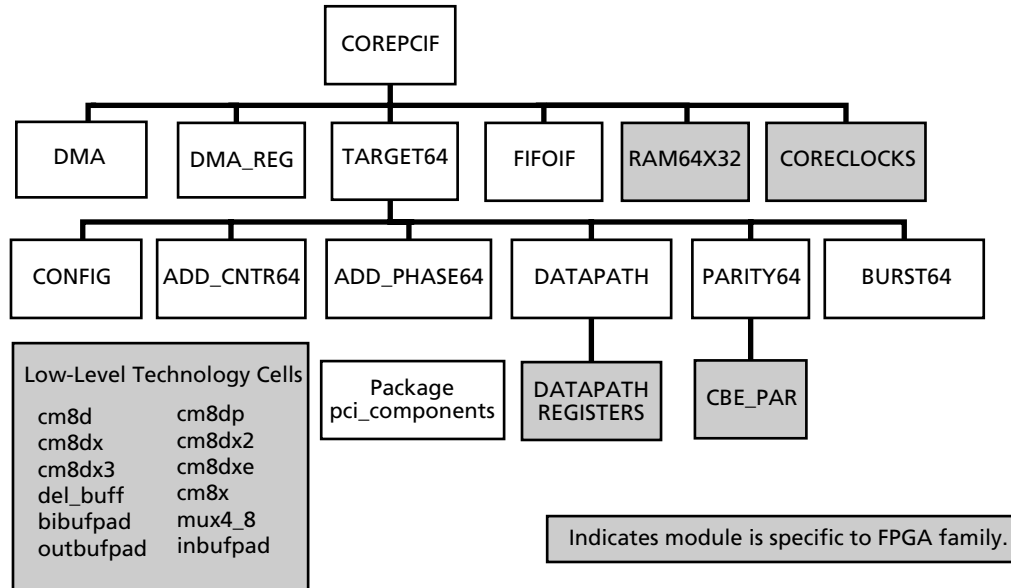 COREPCIF
DMA
DMA_REG
TARGET64
FIFOIF
RAM64X32
CORECLOCKS
CONFIG
ADD_CNTR64
ADD_PHASE64
DATAPATH
PARITY64
BURST64
Low-Level Technology Cells
cm8d
cm8dx
cm8dx3
del_buff
bibufpad
outbufpad
cm8dp
cm8dx2
cm8dxe
cm8x
mux4_8
inbufpad
Package
pci_components
DATAPATH
REGISTERS
CBE_PAR
Indicates module is specific to FPGA family.